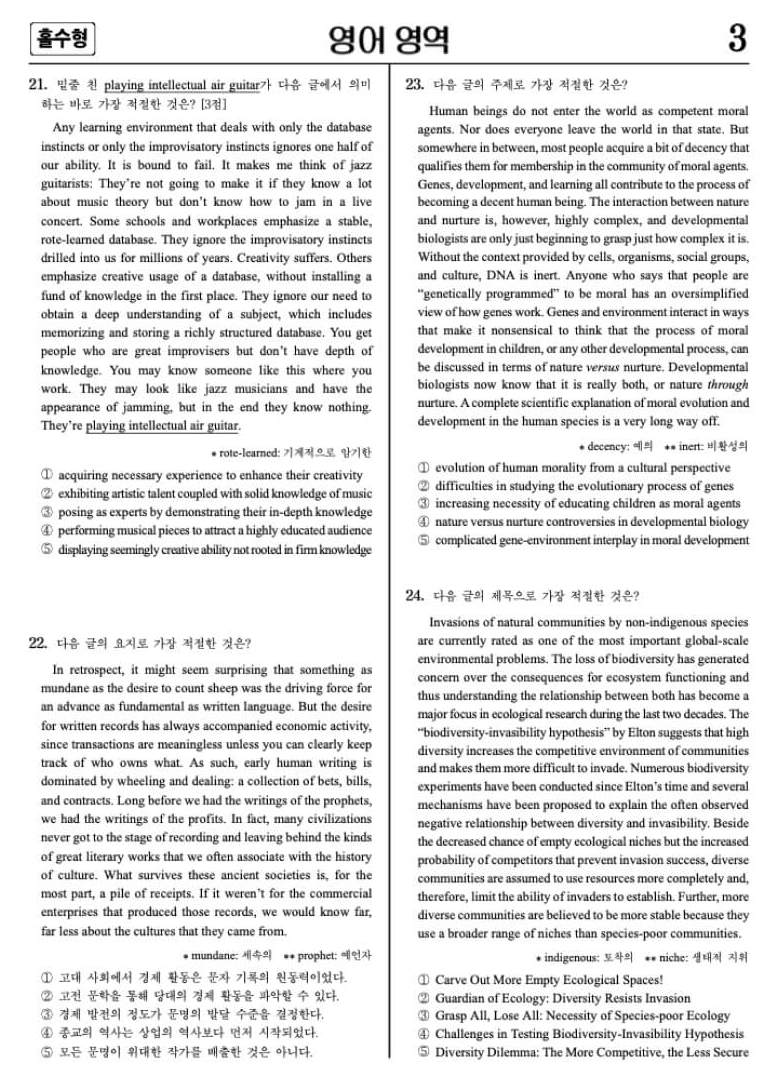 홀수형
영어 영역
3
21. 밑줄 친 playing intellectual air guitar가 다음 글에서 의미
하는 바로 가장 적절한 것은? [3점]
Any learning environment that deals with only the database
instincts or only the improvisatory instincts ignores one half of
our ability. It is bound to fail. It makes me think of jazz
guitarists: They’re not going to make it if they know a lot
about music theory but don’t know how to jam in a live
concert. Some schools and workplaces emphasize a stable,
rote-learned database. They ignore the improvisatory instincts
drilled into us for millions of years. Creativity suffers. Others
emphasize creative usage of a database, without installing a
fund of knowledge in the first place. They ignore our need to
obtain a deep understanding of a subject, which includes
memorizing and storing a richly structured database. You get
people who are great improvisers but don’t have depth of
knowledge. You may know someone like this where you
work. They may look like jazz musicians and have the
appearance of jamming, but in the end they know nothing.
They’re playing intellectual air guitar.
* rote-learned: 기계적으로 암기한
① acquiring necessary experience to enhance their creativity
② exhibiting artistic talent coupled with solid knowledge of music
③ posing as experts by demonstrating their in-depth knowledge
④ performing musical pieces to attract a highly educated audience
⑤ displaying seemingly creative ability not rooted in firm knowledge
22. 다음 글의 요지로 가장 적절한 것은?
In retrospect, it might seem surprising that something as
mundane as the desire to count sheep was the driving force for
an advance as fundamental as written language. But the desire
for written records has always accompanied economic activity,
since transactions are meaningless unless you can clearly keep
track of who owns what. As such, early human writing is
dominated by wheeling and dealing: a collection of bets, bills,
and contracts. Long before we had the writings of the prophets,
we had the writings of the profits. In fact, many civilizations
never got to the stage of recording and leaving behind the kinds
of great literary works that we often associate with the history
of culture. What survives these ancient societies is, for the
most part, a pile of receipts. If it weren’t for the commercial
enterprises that produced those records, we would know far,
far less about the cultures that they came from.
* mundane: 세속의 ** prophet: 예언자
① 고대 사회에서 경제 활동은 문자 기록의 원동력이었다.
② 고전 문학을 통해 당대의 경제 활동을 파악할 수 있다.
③ 경제 발전의 정도가 문명의 발달 수준을 결정한다.
④ 종교의 역사는 상업의 역사보다 먼저 시작되었다.
⑤ 모든 문명이 위대한 작가를 배출한 것은 아니다.
23. 다음 글의 주제로 가장 적절한 것은?
Human beings do not enter the world as competent moral
agents. Nor does everyone leave the world in that state. But
somewhere in between, most people acquire a bit of decency that
qualifies them for membership in the community of moral agents.
Genes, development, and learning all contribute to the process of
becoming a decent human being. The interaction between nature
and nurture is, however, highly complex, and developmental
biologists are only just beginning to grasp just how complex it is.
Without the context provided by cells, organisms, social groups,
and culture, DNA is inert. Anyone who says that people are
“genetically programmed” to be moral has an oversimplified
view of how genes work. Genes and environment interact in ways
that make it nonsensical to think that the process of moral
development in children, or any other developmental process, can
be discussed in terms of nature versus nurture. Developmental
biologists now know that it is really both, or nature through
nurture. A complete scientific explanation of moral evolution and
development in the human species is a very long way off.
* decency: 예의 ** inert: 비활성의
① evolution of human morality from a cultural perspective
② difficulties in studying the evolutionary process of genes
③ increasing necessity of educating children as moral agents
④ nature versus nurture controversies in developmental biology
⑤ complicated gene-environment interplay in moral development
24. 다음 글의 제목으로 가장 적절한 것은?
Invasions of natural communities by non-indigenous species
are currently rated as one of the most important global-scale
environmental problems. The loss of biodiversity has generated
concern over the consequences for ecosystem functioning and
thus understanding the relationship between both has become a
major focus in ecological research during the last two decades. The
“biodiversity-invasibility hypothesis” by Elton suggests that high
diversity increases the competitive environment of communities
and makes them more difficult to invade. Numerous biodiversity
experiments have been conducted since Elton’s time and several
mechanisms have been proposed to explain the often observed
negative relationship between diversity and invasibility. Beside
the decreased chance of empty ecological niches but the increased
probability of competitors that prevent invasion success, diverse
communities are assumed to use resources more completely and,
therefore, limit the ability of invaders to establish. Further, more
diverse communities are believed to be more stable because they
use a broader range of niches than species-poor communities.
* indigenous: 토착의 ** niche: 생태적 지위
① Carve Out More Empty Ecological Spaces!
② Guardian of Ecology: Diversity Resists Invasion
③ Grasp All, Lose All: Necessity of Species-poor Ecology
④ Challenges in Testing Biodiversity-Invasibility Hypothesis
⑤ Diversity Dilemma: The More Competitive, the Less Secure